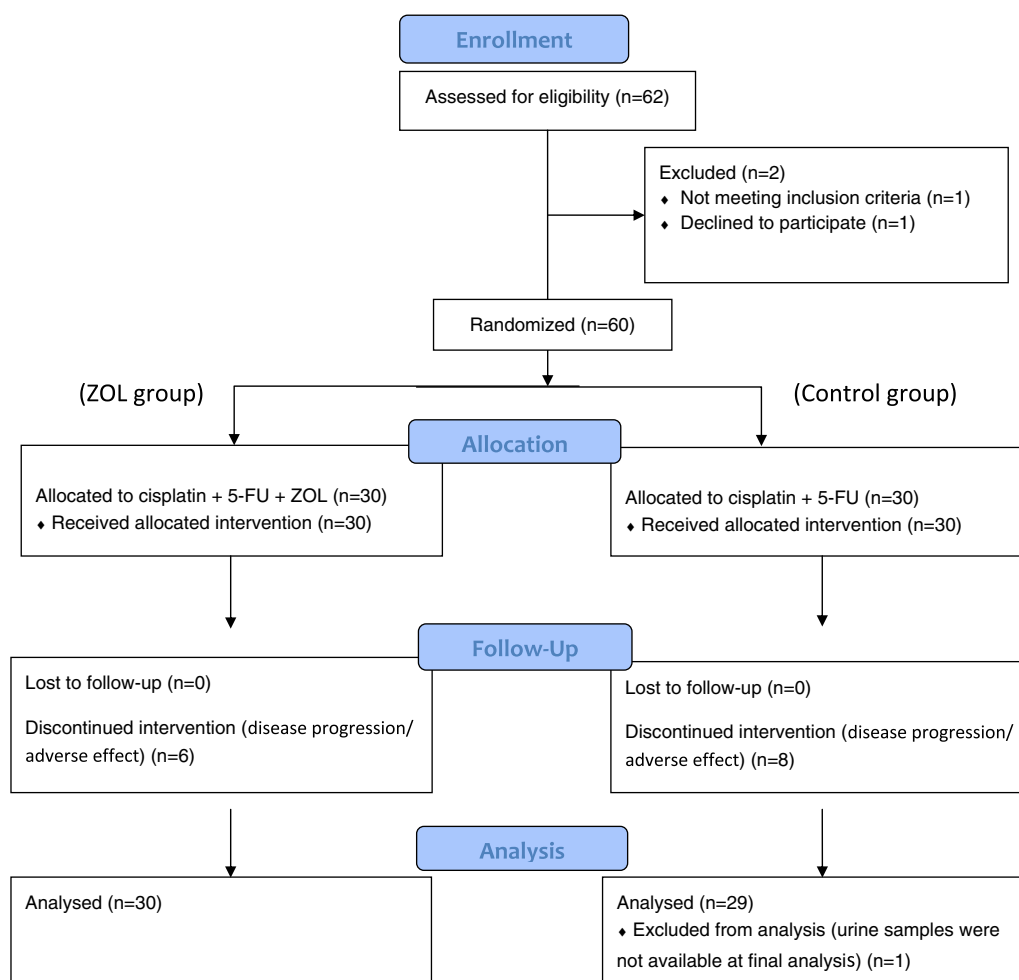 Enrollment
Assessed for eligibility (n=62)
Excluded (n=2)
♦ Not meeting inclusion criteria (n=1)
♦ Declined to participate (n=1)
Randomized (n=60)
(ZOL group)
(Control group)
Allocation
Allocated to cisplatin + 5-FU + ZOL (n=30)
♦ Received allocated intervention (n=30)
Allocated to cisplatin + 5-FU (n=30)
♦ Received allocated intervention (n=30)
Follow-Up
Lost to follow-up (n=0)
Discontinued intervention (disease progression/
adverse effect) (n=6)
Lost to follow-up (n=0)
Discontinued intervention (disease progression/
adverse effect) (n=8)
Analysis
Analysed (n=30)
Analysed (n=29)
♦ Excluded from analysis (urine samples were
not available at final analysis) (n=1)